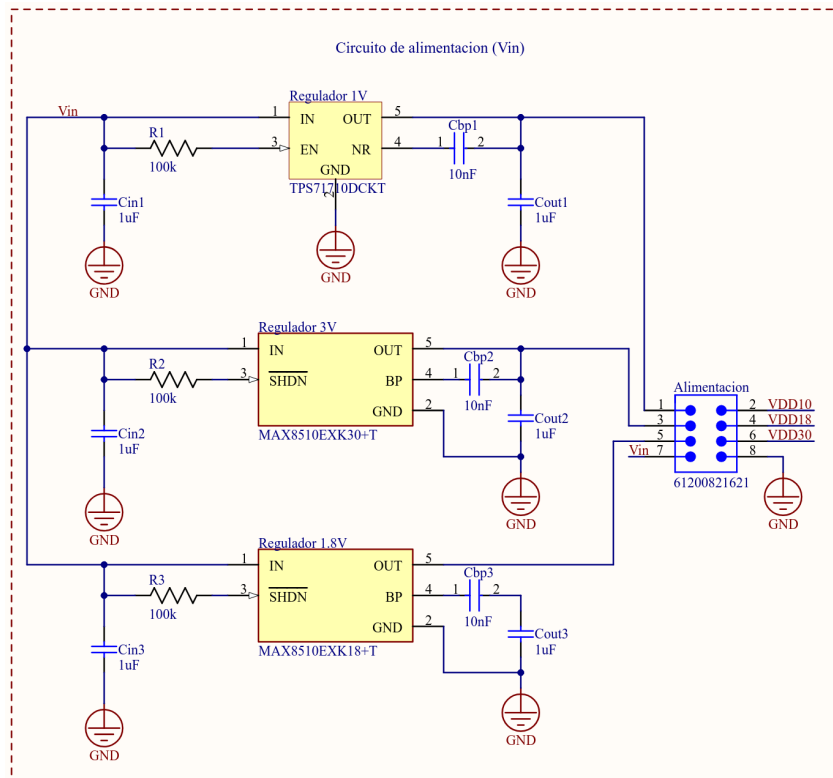 Circuito de alimentacion (Vin)
Vin
Regulador 1V
1 IN OUT 5
R1
100k
3 EN NR 4
GND
2
TPS71710DCKT
Cbp1
1 2
10nF
Cin1
1uF
Cout1
1uF
GND
GND
GND
Regulador 3V
1 IN OUT 5
R2
100k
3 SHDN BP 4
GND 2
MAX8510EXK30+T
Cbp2
1 2
10nF
Cin2
1uF
Cout2
1uF
GND
GND
Alimentacion
1 2 VDD10
3 4 VDD18
5 6 VDD30
Vin 7 8
61200821621
GND
Regulador 1.8V
1 IN OUT 5
R3
100k
3 SHDN BP 4
GND 2
MAX8510EXK18+T
Cbp3
1 2
10nF
Cin3
1uF
Cout3
1uF
GND
GND